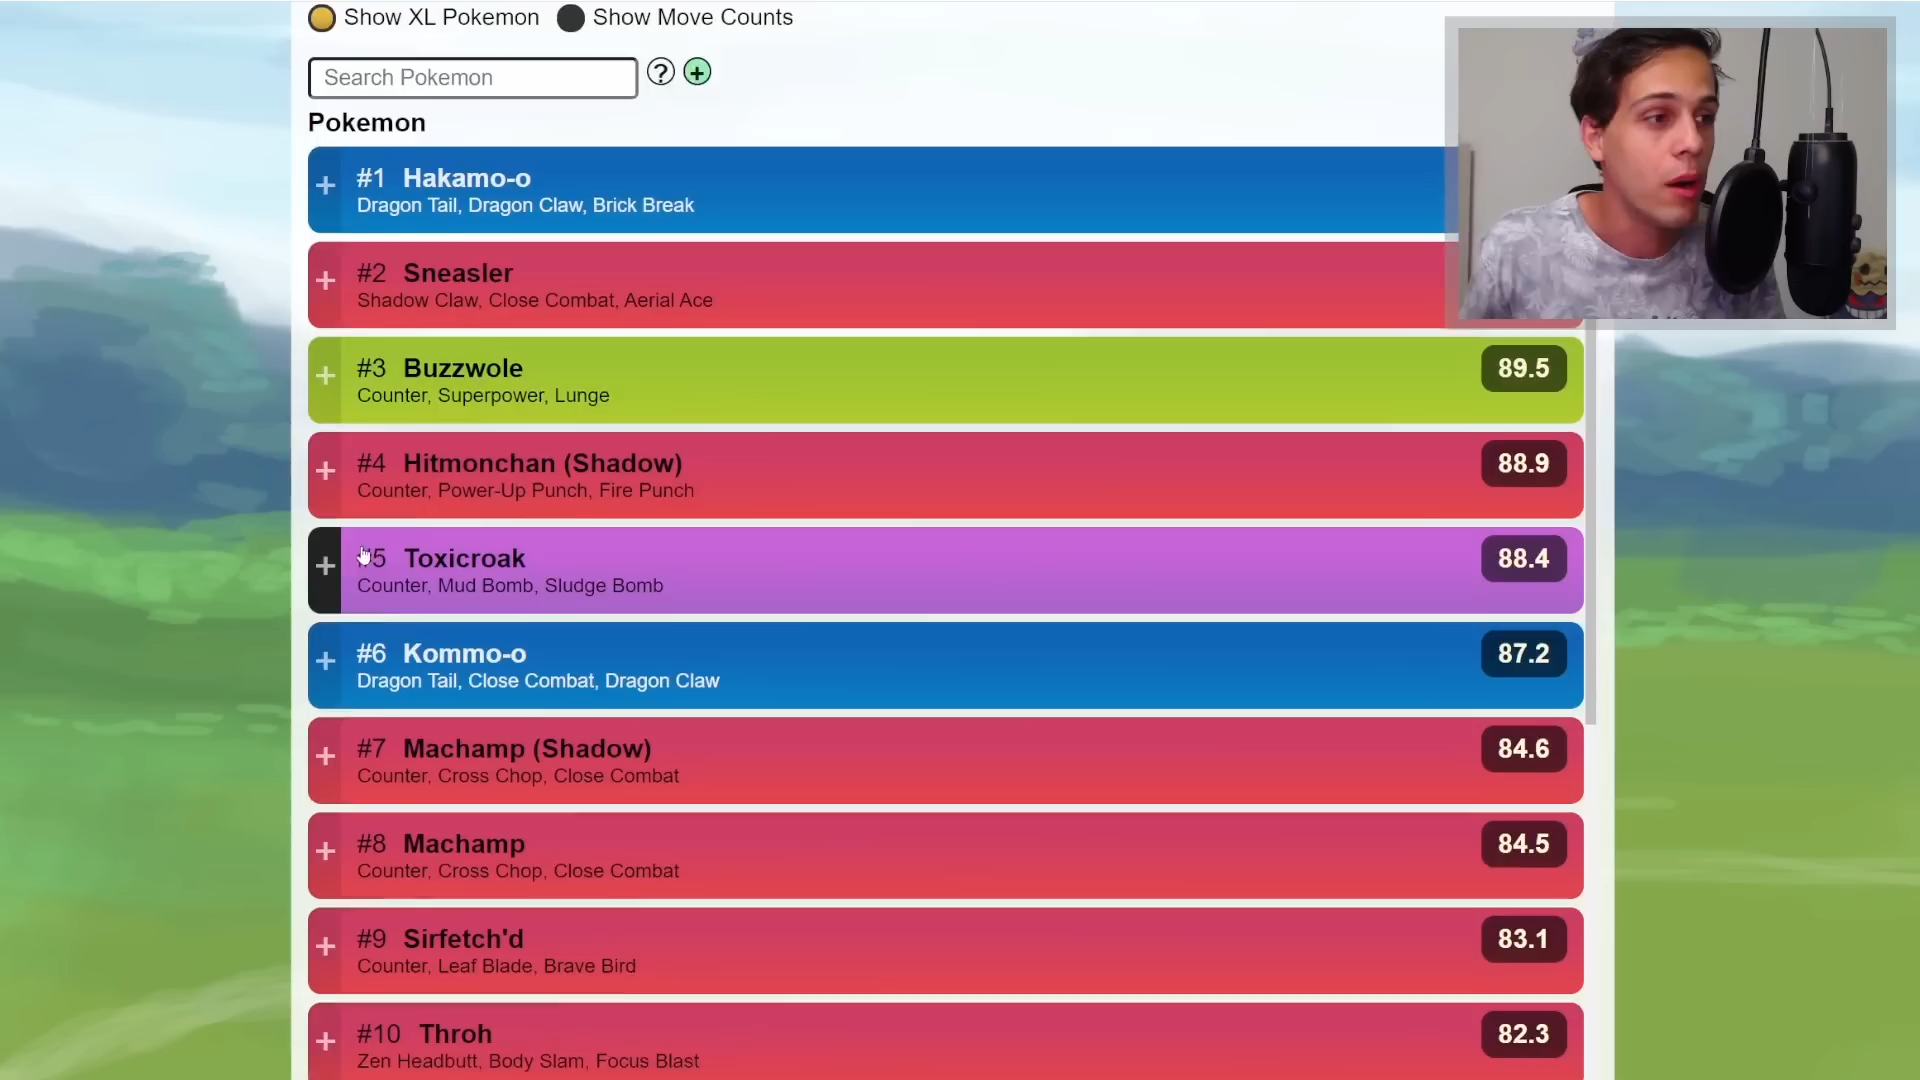 Show XL Pokemon Show Move Counts
Search Pokemon ? +
Pokemon
+ #1 Hakamo-o
Dragon Tail, Dragon Claw, Brick Break
+ #2 Sneasler
Shadow Claw, Close Combat, Aerial Ace
+ #3 Buzzwole 89.5
Counter, Superpower, Lunge
+ #4 Hitmonchan (Shadow) 88.9
Counter, Power-Up Punch, Fire Punch
+ #5 Toxicroak 88.4
Counter, Mud Bomb, Sludge Bomb
+ #6 Kommo-o 87.2
Dragon Tail, Close Combat, Dragon Claw
+ #7 Machamp (Shadow) 84.6
Counter, Cross Chop, Close Combat
+ #8 Machamp 84.5
Counter, Cross Chop, Close Combat
+ #9 Sirfetch'd 83.1
Counter, Leaf Blade, Brave Bird
+ #10 Throh 82.3
Zen Headbutt, Body Slam, Focus Blast